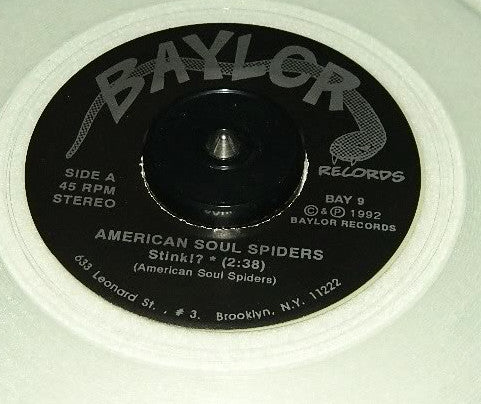 BAYLOR
RECORDS
SIDE A
45 RPM
STEREO
BAY 9
© & ℗ 1992
BAYLOR RECORDS
AMERICAN SOUL SPIDERS
Stink!? * (2:38)
(American Soul Spiders)
633 Leonard St. , # 3. Brooklyn, N.Y. 11222